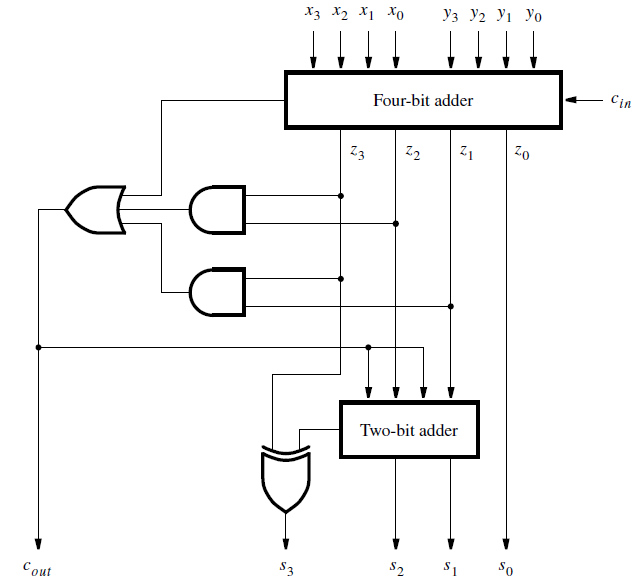 x3 x2 x1 x0 y3 y2 y1 y0
Four-bit adder
cin
z3 z2 z1 z0
Two-bit adder
cout s3 s2 s1 s0